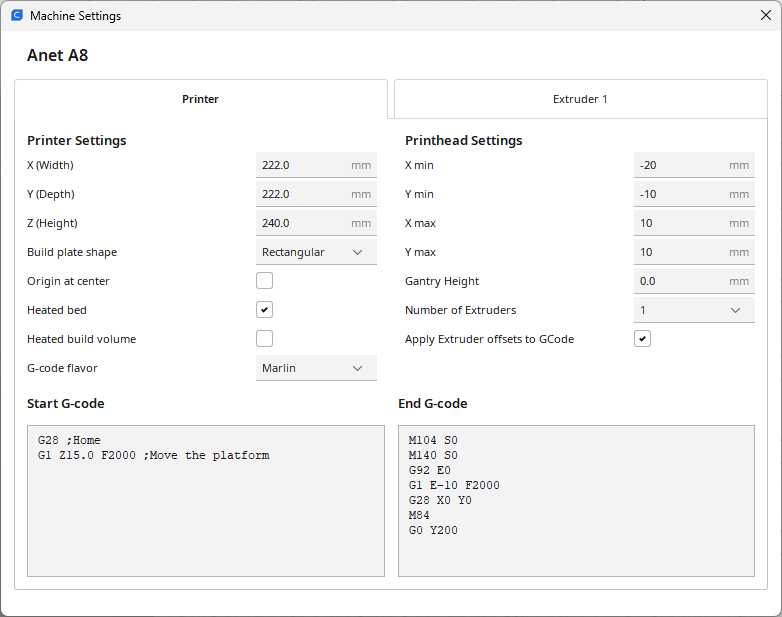 Machine Settings
Anet A8
Printer
Extruder 1
Printer Settings
X (Width)
222.0 mm
Y (Depth)
222.0 mm
Z (Height)
240.0 mm
Build plate shape
Rectangular
Origin at center
Heated bed
Heated build volume
G-code flavor
Marlin
Printhead Settings
X min
-20 mm
Y min
-10 mm
X max
10 mm
Y max
10 mm
Gantry Height
0.0 mm
Number of Extruders
1
Apply Extruder offsets to GCode
Start G-code
G28 ;Home
G1 Z15.0 F2000 ;Move the platform
End G-code
M104 S0
M140 S0
G92 E0
G1 E-10 F2000
G28 X0 Y0
M84
G0 Y200